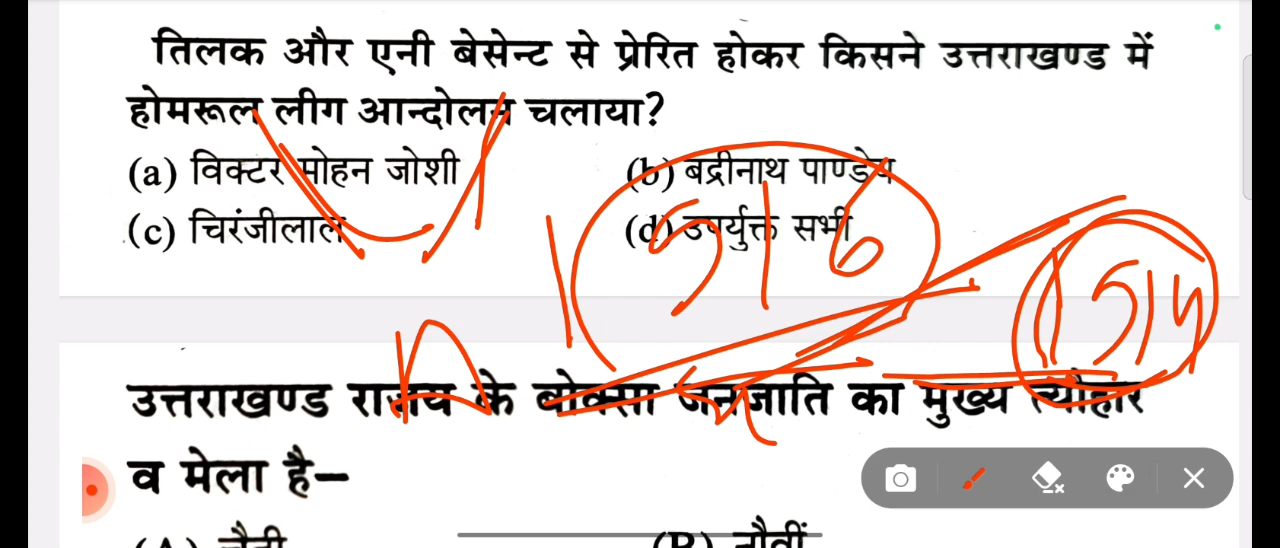 तिलक और एनी बेसेन्ट से प्रेरित होकर किसने उत्तराखण्ड में
होमरूल लीग आन्दोलन चलाया?
(a) विक्टर मोहन जोशी (b) बद्रीनाथ पाण्डेय
(c) चिरंजीलाल (d) उपर्युक्त सभी
516
उत्तराखण्ड राज्य के बोक्सा जनजाति का मुख्य त्यौहार
व मेला है–
(A) चैती (B) नौवीं